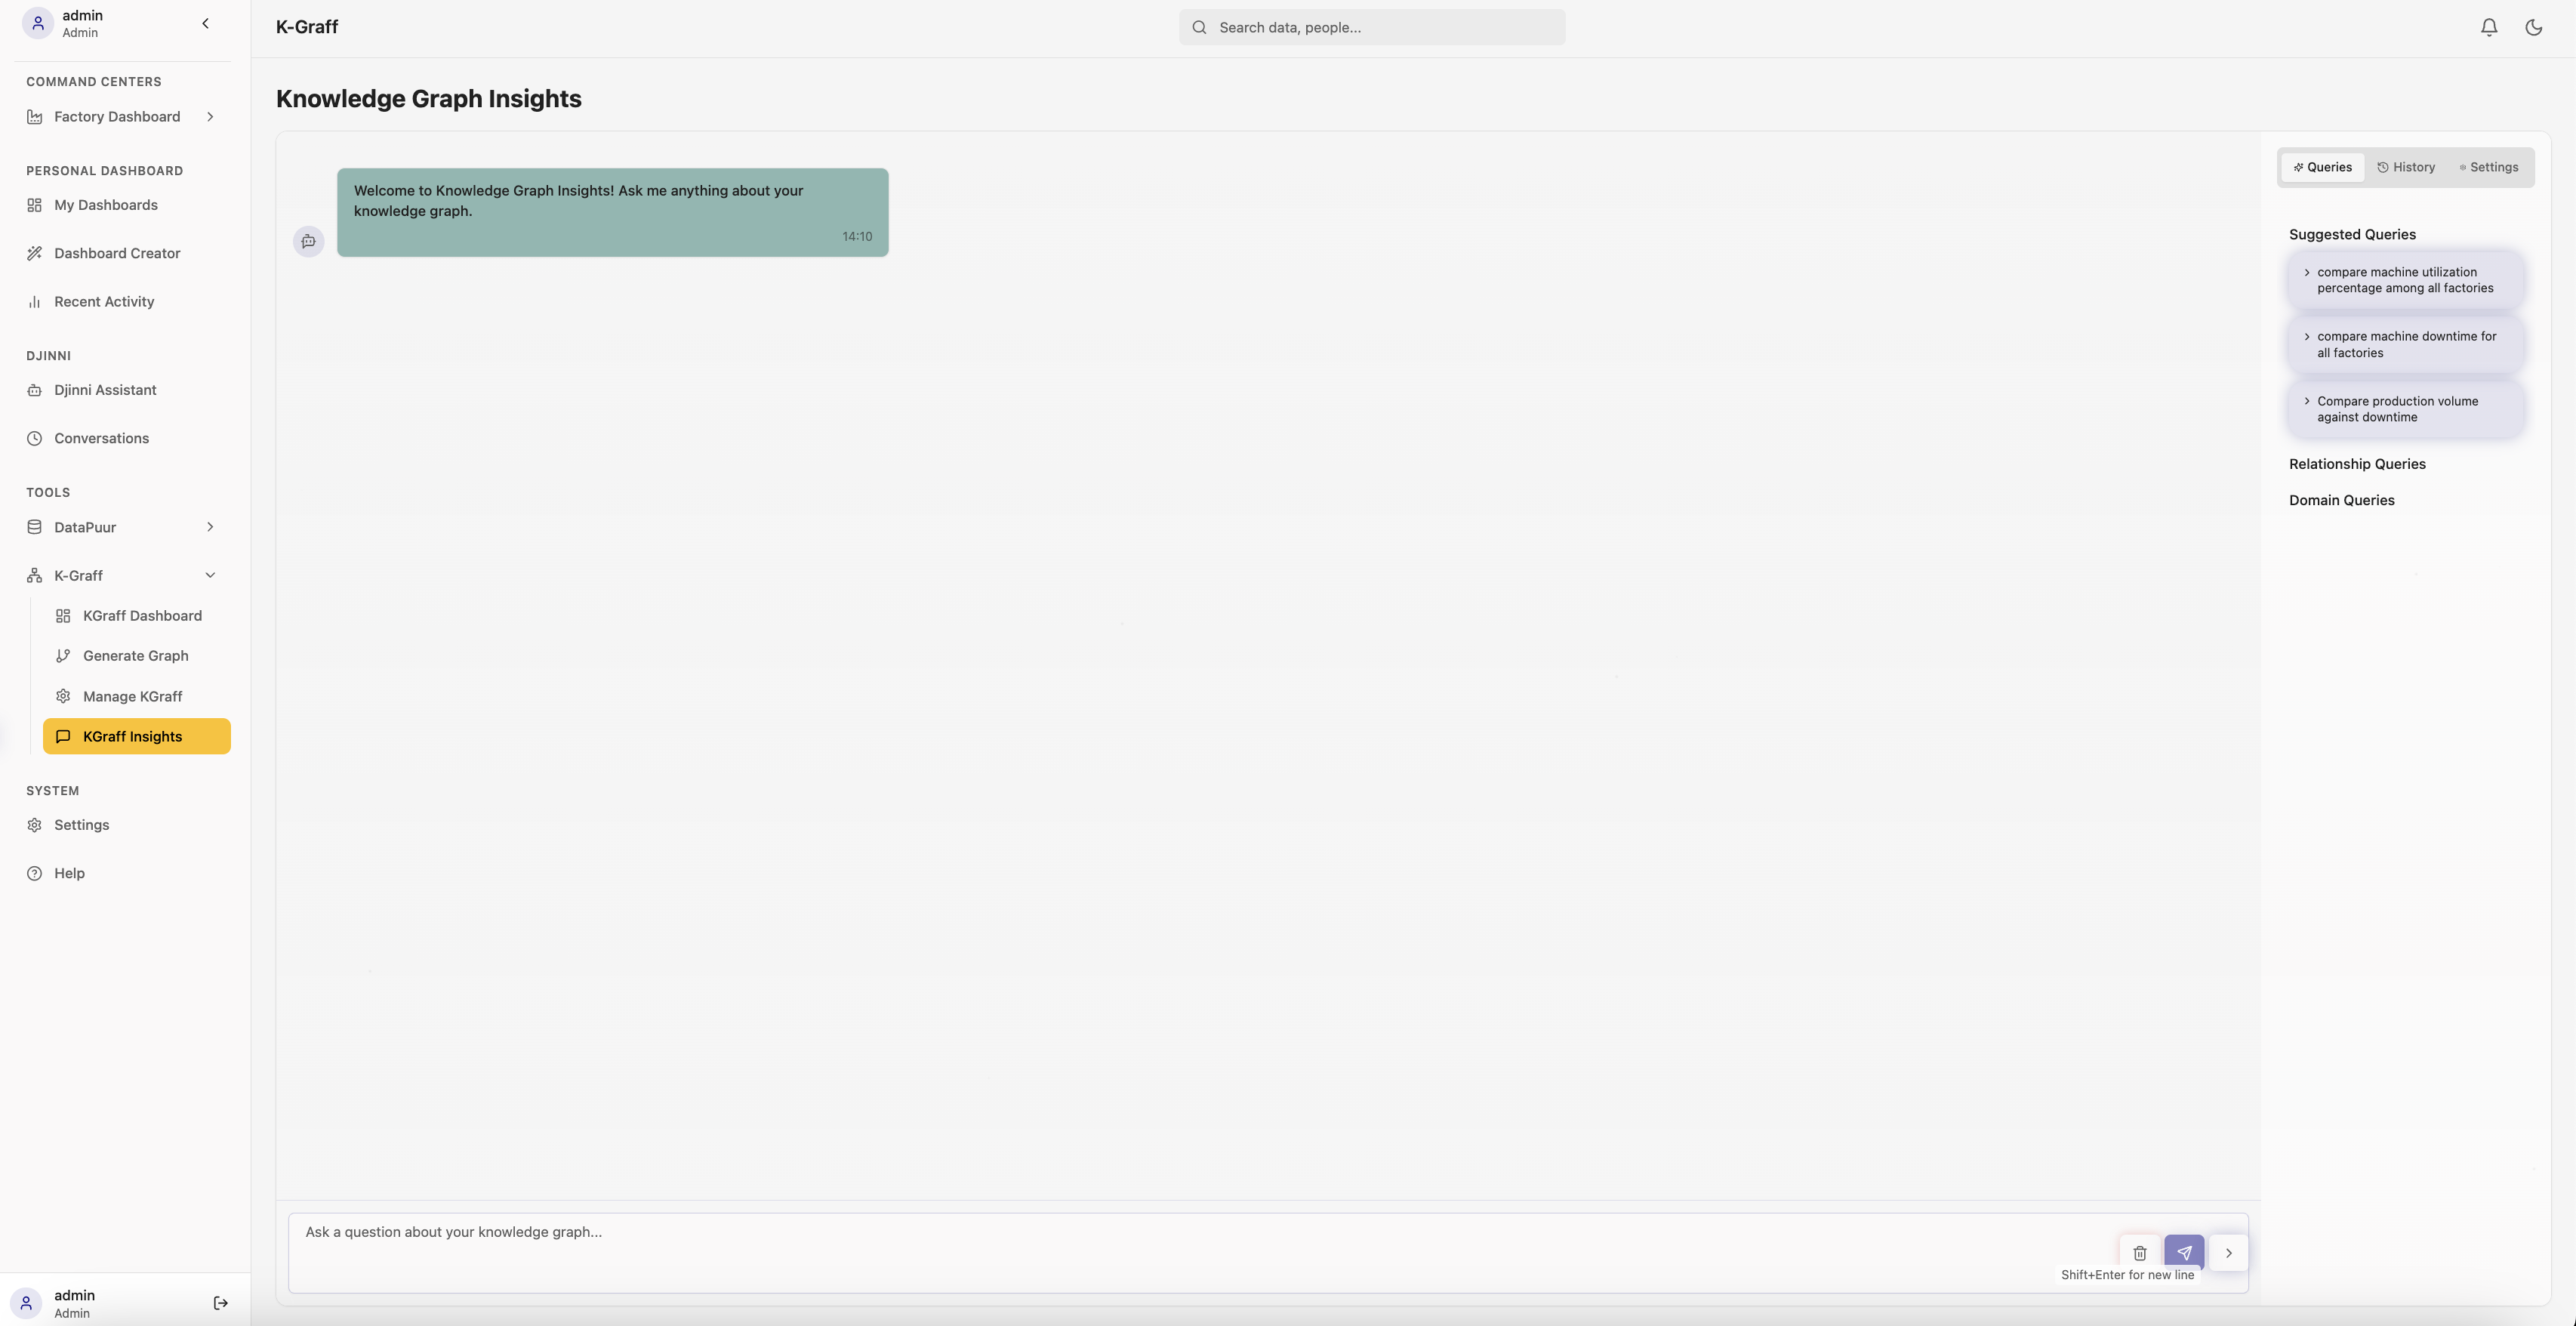 admin
Admin
COMMAND CENTERS
Factory Dashboard
PERSONAL DASHBOARD
My Dashboards
Dashboard Creator
Recent Activity
DJINNI
Djinni Assistant
Conversations
TOOLS
DataPuur
K-Graff
KGraff Dashboard
Generate Graph
Manage KGraff
KGraff Insights
SYSTEM
Settings
Help
admin
Admin
K-Graff
Search data, people...
Knowledge Graph Insights
Welcome to Knowledge Graph Insights! Ask me anything about your
knowledge graph.
14:10
Ask a question about your knowledge graph...
Shift+Enter for new line
Queries
History
Settings
Suggested Queries
compare machine utilization
percentage among all factories
compare machine downtime for
all factories
Compare production volume
against downtime
Relationship Queries
Domain Queries